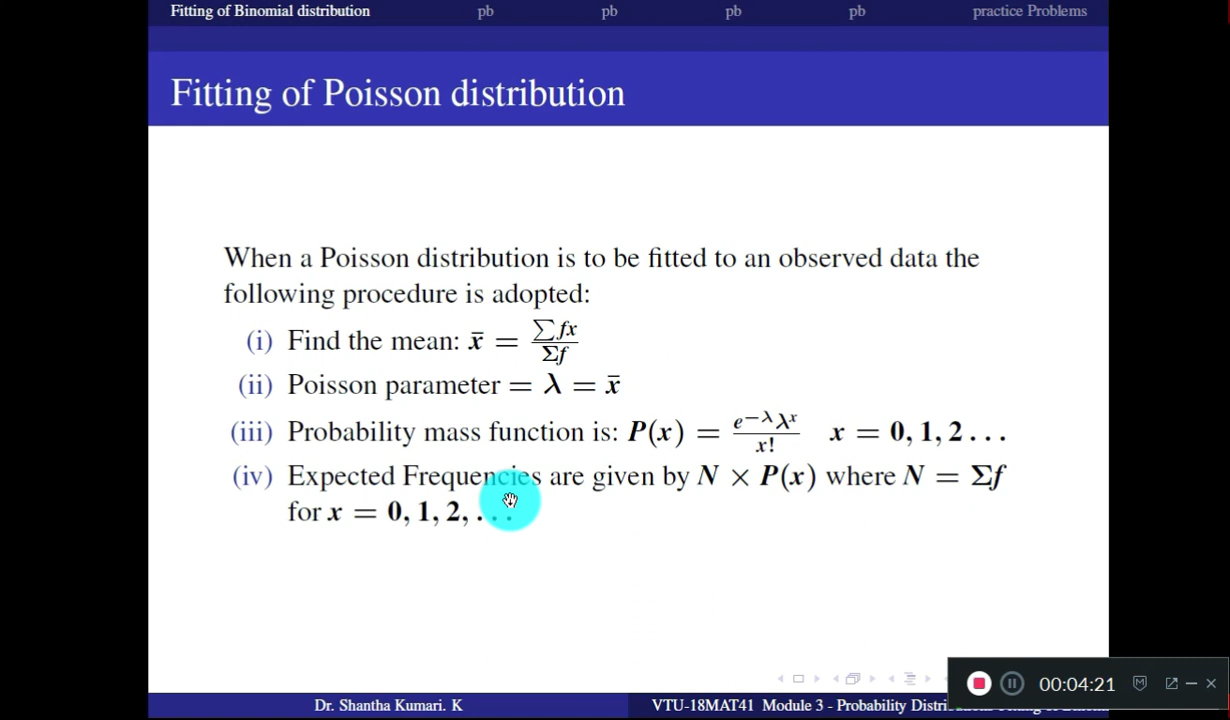 Fitting of Binomial distribution pb pb pb pb practice Problems
Fitting of Poisson distribution
When a Poisson distribution is to be fitted to an observed data the
following procedure is adopted:
(i) Find the mean: x̄ = ∑fx/Σf
(ii) Poisson parameter = λ = x̄
(iii) Probability mass function is: P(x) = e^{−λ}λ^x/x! x = 0, 1, 2 . . .
(iv) Expected Frequencies are given by N × P(x) where N = Σf
for x = 0, 1, 2, . . .
00:04:21
Dr. Shantha Kumari. K VTU-18MAT41 Module 3 - Probability